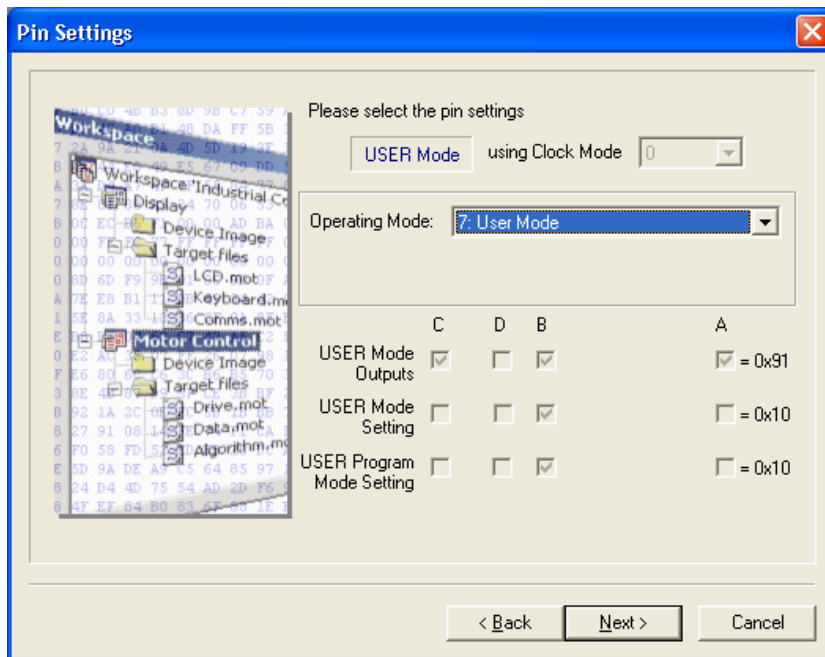 Pin Settings
Please select the pin settings
USER Mode using Clock Mode 0
Operating Mode: 7: User Mode
C D B A
USER Mode
Outputs = 0x91
USER Mode
Setting = 0x10
USER Program
Mode Setting = 0x10
Workspace
Workspace 'Industrial
Display
Device Image
Target files
LCD.mot
Keyboard.m
Comms.mot
Motor Control
Device Image
Target files
Drive.mot
Data.mot
Algorithm.m
< Back Next > Cancel